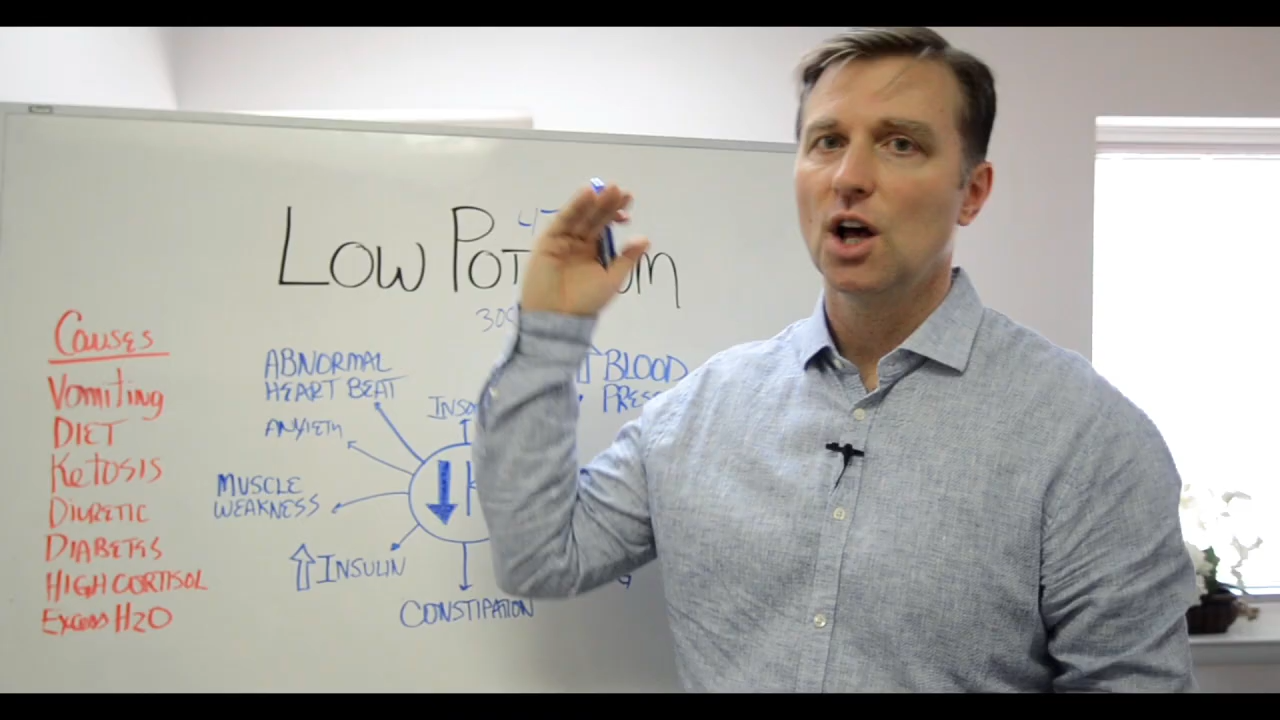 Low Pot
um
Causes
Vomiting
DIET
Ketosis
DIURETIC
DIABETES
HIGH CORTISOL
Excess H2O
ABNORMAL
HEART BEAT
ANXIETY
MUSCLE
WEAKNESS
INSULIN
CONSTIPATION
BLOOD